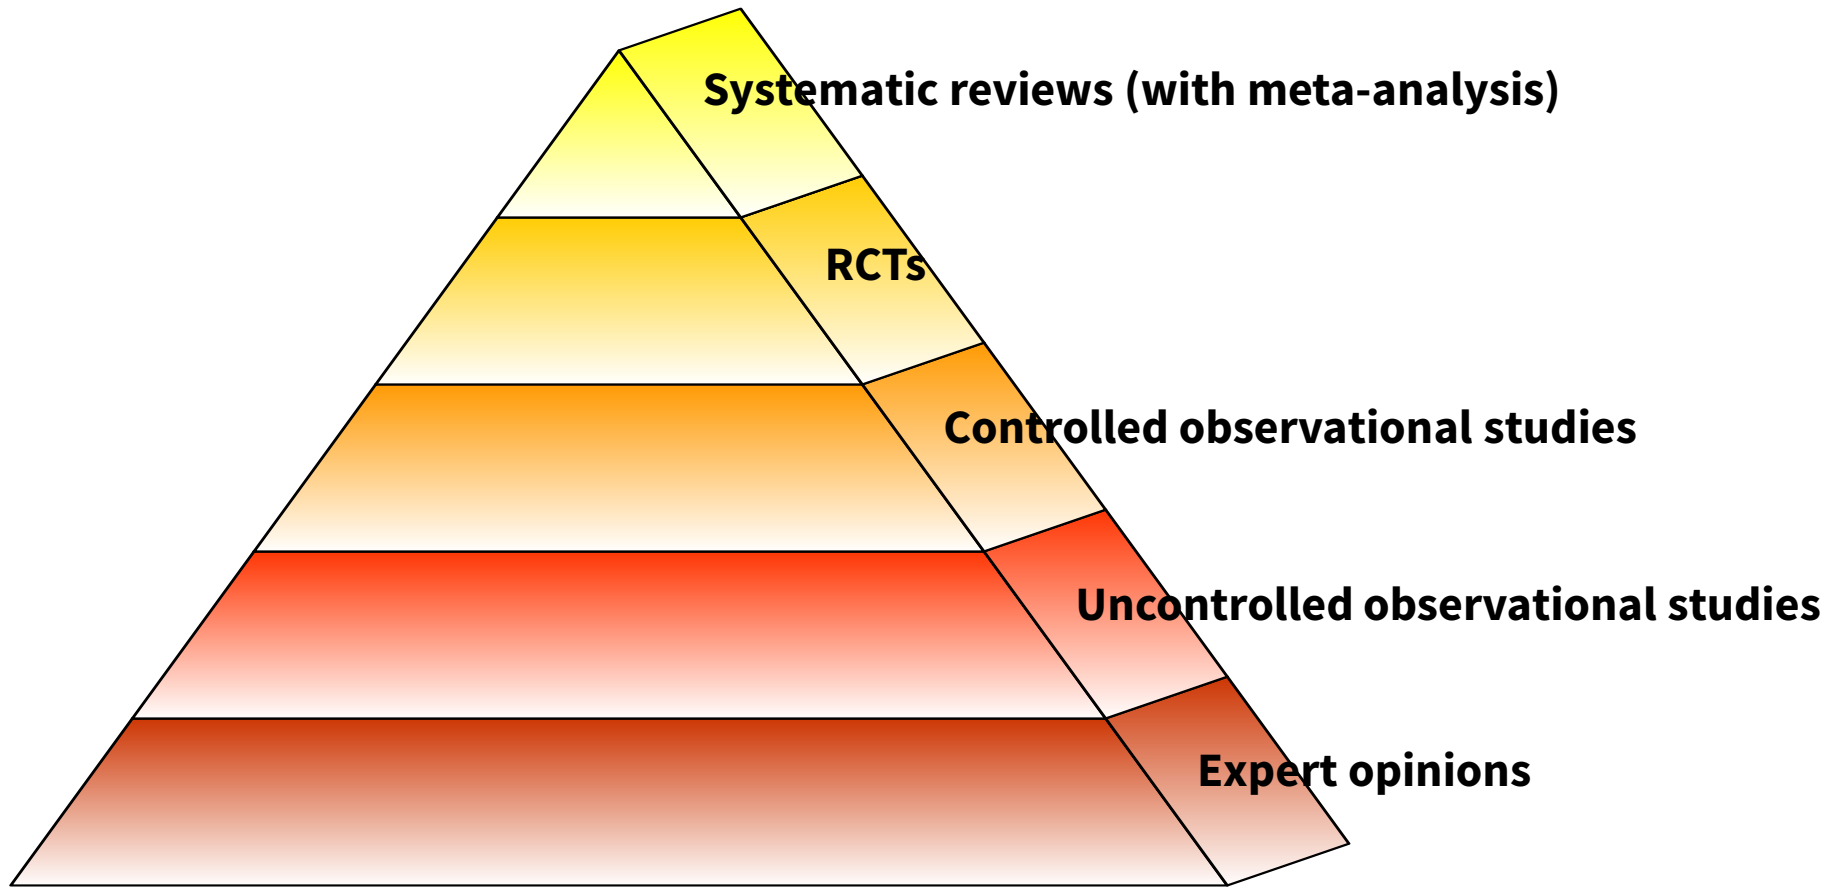 Systematic reviews (with meta-analysis)
RCTs
Controlled observational studies
Uncontrolled observational studies
Expert opinions